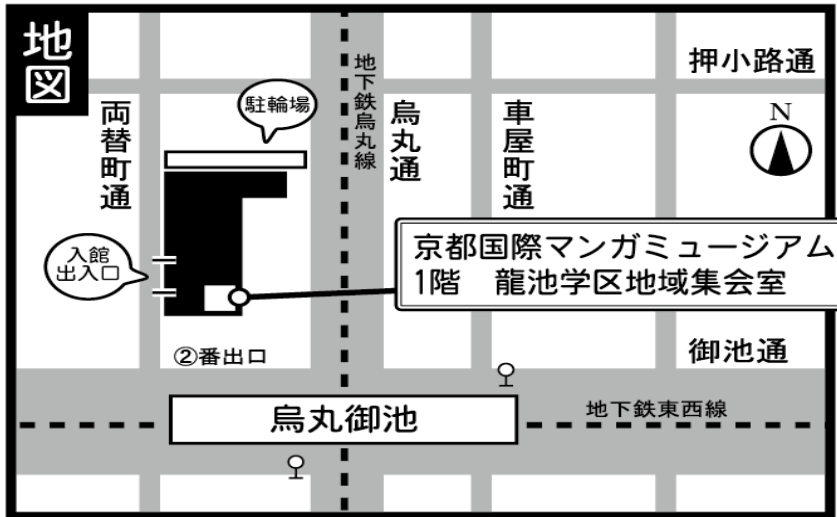 地図
押小路通
N
駐輪場
地下鉄烏丸線
両替町通
烏丸通
車屋町通
入館
出入口
京都国際マンガミュージアム
1階　龍池学区地域集会室
②番出口
御池通
烏丸御池
地下鉄東西線